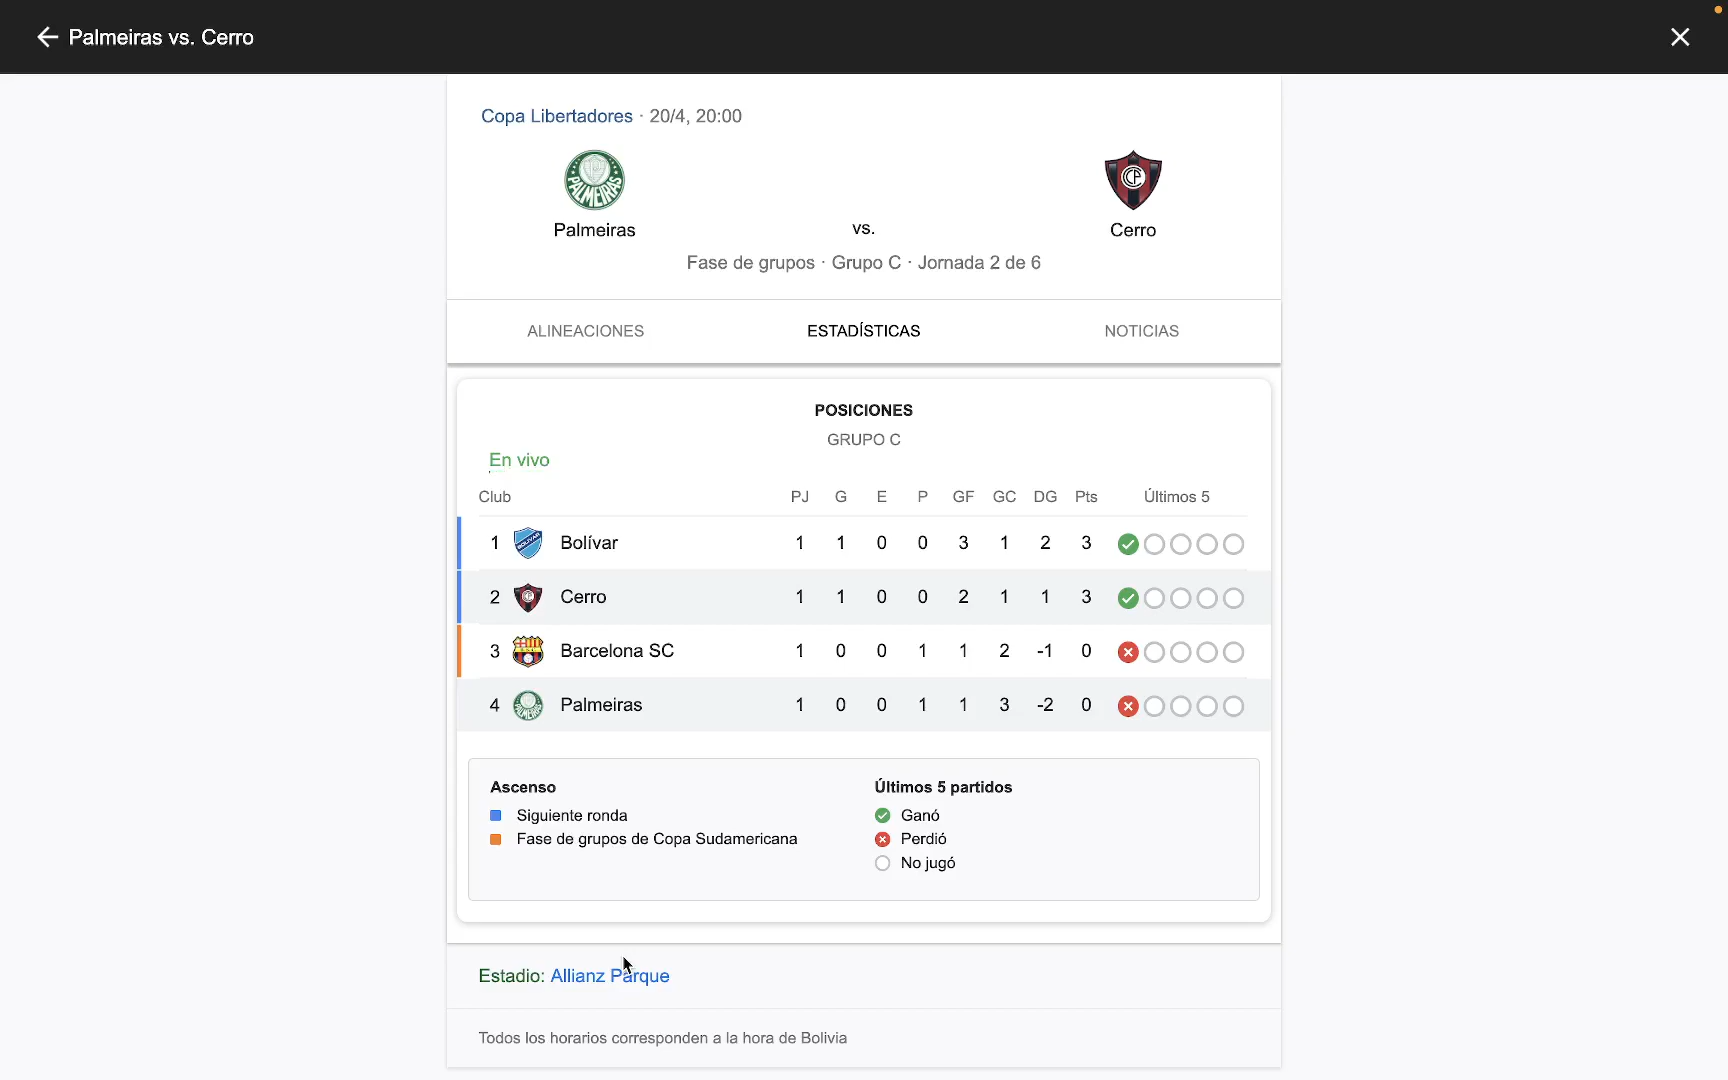 Palmeiras vs. Cerro
Copa Libertadores · 20/4, 20:00
PALMEIRAS
Palmeiras
vs.
Cerro
Fase de grupos · Grupo C · Jornada 2 de 6
ALINEACIONES ESTADÍSTICAS NOTICIAS
POSICIONES
GRUPO C
En vivo
Club PJ G E P GF GC DG Pts Últimos 5
1 BOLIVAR Bolívar 1 1 0 0 3 1 2 3
2 Cerro 1 1 0 0 2 1 1 3
3 Barcelona SC 1 0 0 1 1 2 -1 0
4 Palmeiras 1 0 0 1 1 3 -2 0
Ascenso
Siguiente ronda
Fase de grupos de Copa Sudamericana
Últimos 5 partidos
Ganó
Perdió
No jugó
Estadio: Allianz Parque
Todos los horarios corresponden a la hora de Bolivia